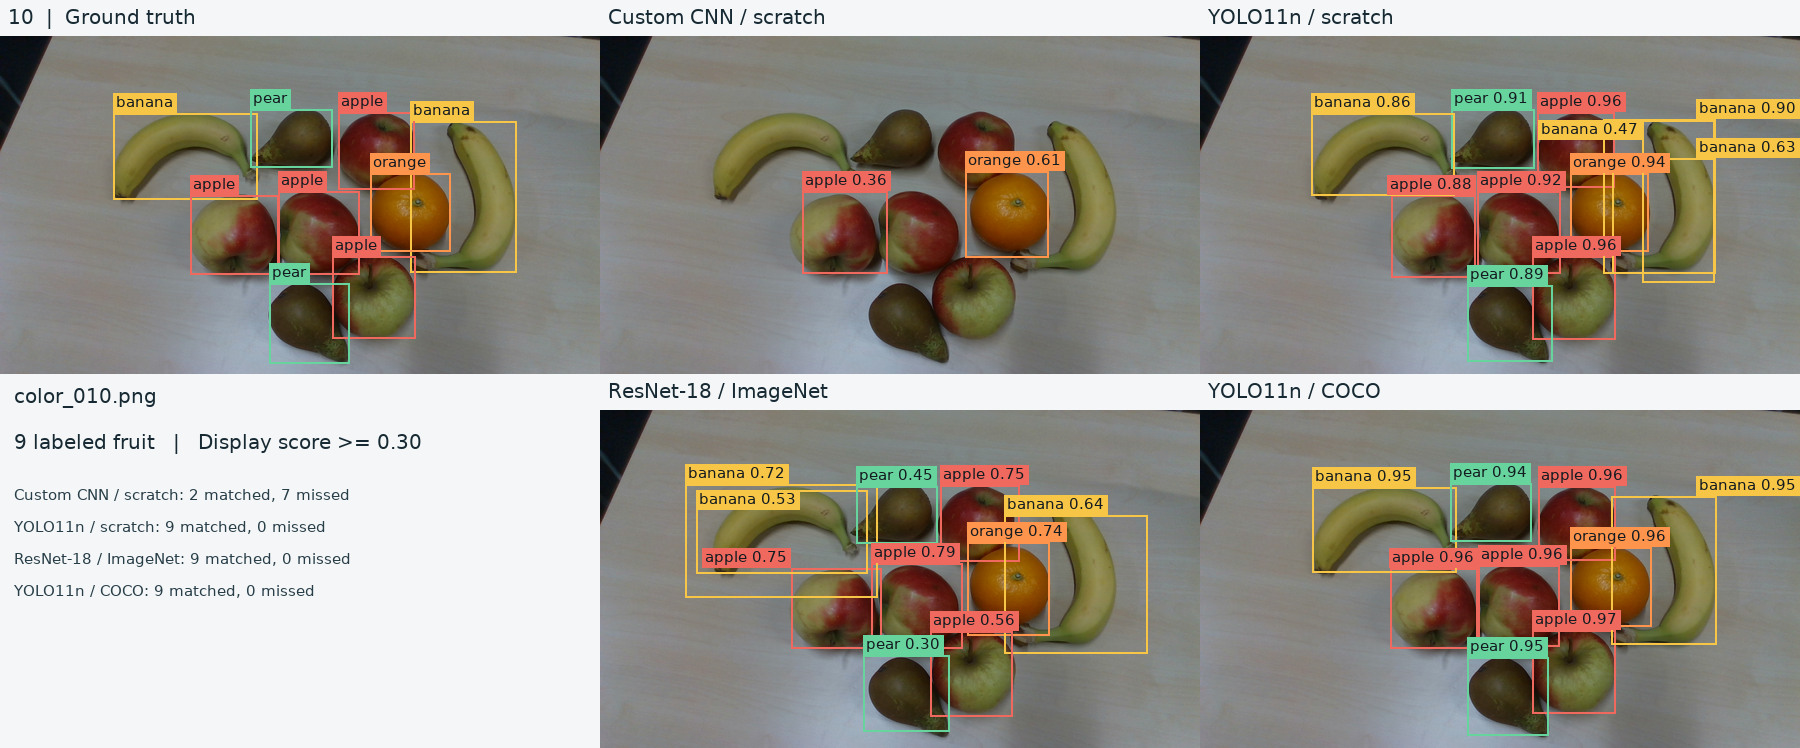 10 | Ground truth
banana
pear
apple
banana
orange
apple
apple
apple
pear
Custom CNN / scratch
orange 0.61
apple 0.36
YOLO11n / scratch
banana 0.86
pear 0.91
apple 0.96
banana 0.90
banana 0.47
banana 0.63
orange 0.94
apple 0.88
apple 0.92
apple 0.96
pear 0.89
color_010.png
9 labeled fruit | Display score >= 0.30
Custom CNN / scratch: 2 matched, 7 missed
YOLO11n / scratch: 9 matched, 0 missed
ResNet-18 / ImageNet: 9 matched, 0 missed
YOLO11n / COCO: 9 matched, 0 missed
ResNet-18 / ImageNet
banana 0.72
pear 0.45
apple 0.75
banana 0.53
banana 0.64
orange 0.74
apple 0.75
apple 0.79
apple 0.56
pear 0.30
YOLO11n / COCO
banana 0.95
pear 0.94
apple 0.96
banana 0.95
orange 0.96
apple 0.96
apple 0.96
apple 0.97
pear 0.95